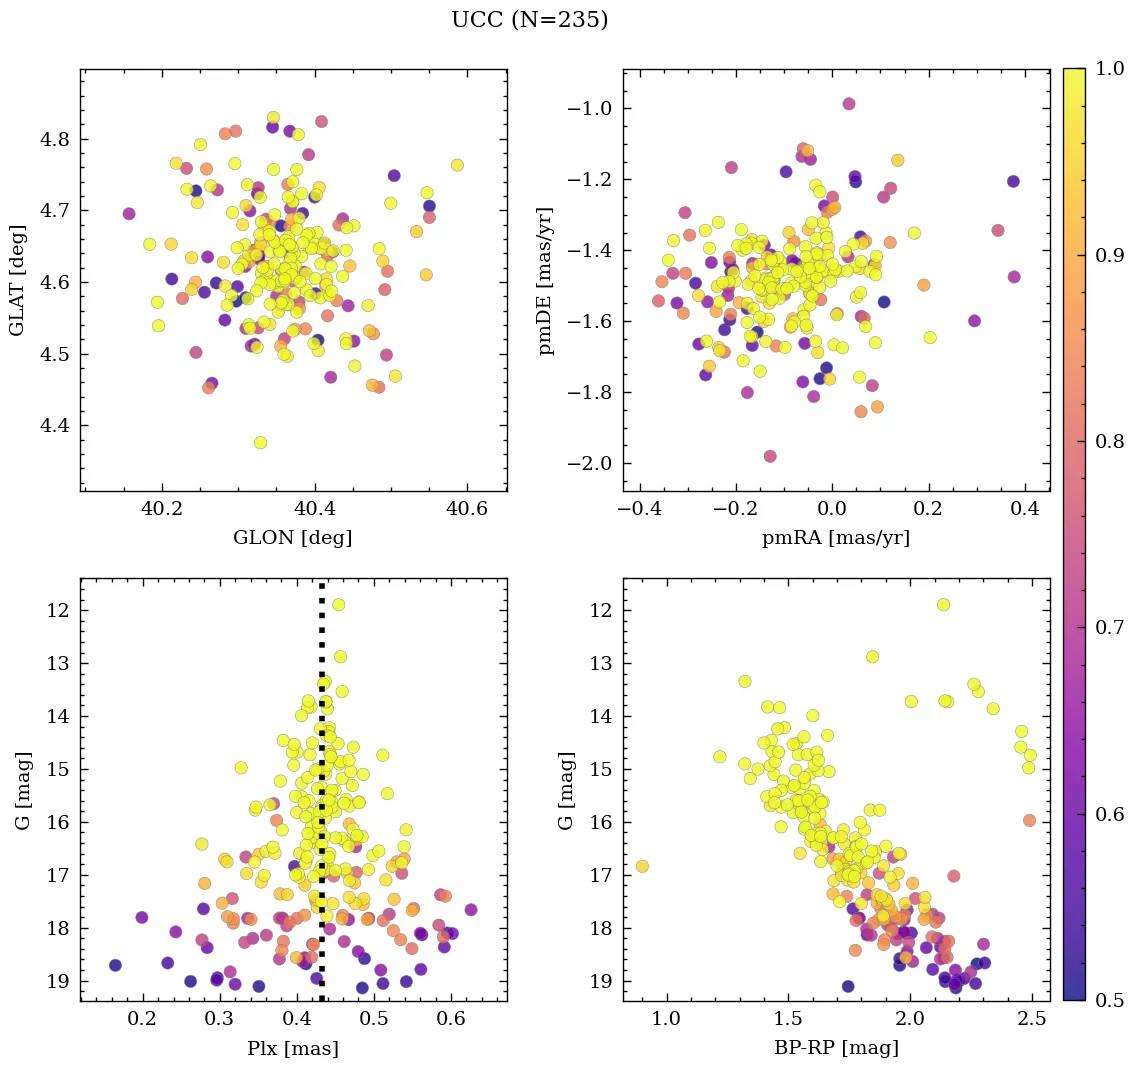 UCC (N=235)
4.8
4.7
4.6
4.5
4.4
GLAT [deg]
40.2 40.4 40.6
GLON [deg]
−1.0
−1.2
−1.4
−1.6
−1.8
−2.0
pmDE [mas/yr]
−0.4 −0.2 0.0 0.2 0.4
pmRA [mas/yr]
1.0
0.9
0.8
0.7
0.6
0.5
12
13
14
15
16
17
18
19
G [mag]
0.2 0.3 0.4 0.5 0.6
Plx [mas]
12
13
14
15
16
17
18
19
G [mag]
1.0 1.5 2.0 2.5
BP-RP [mag]